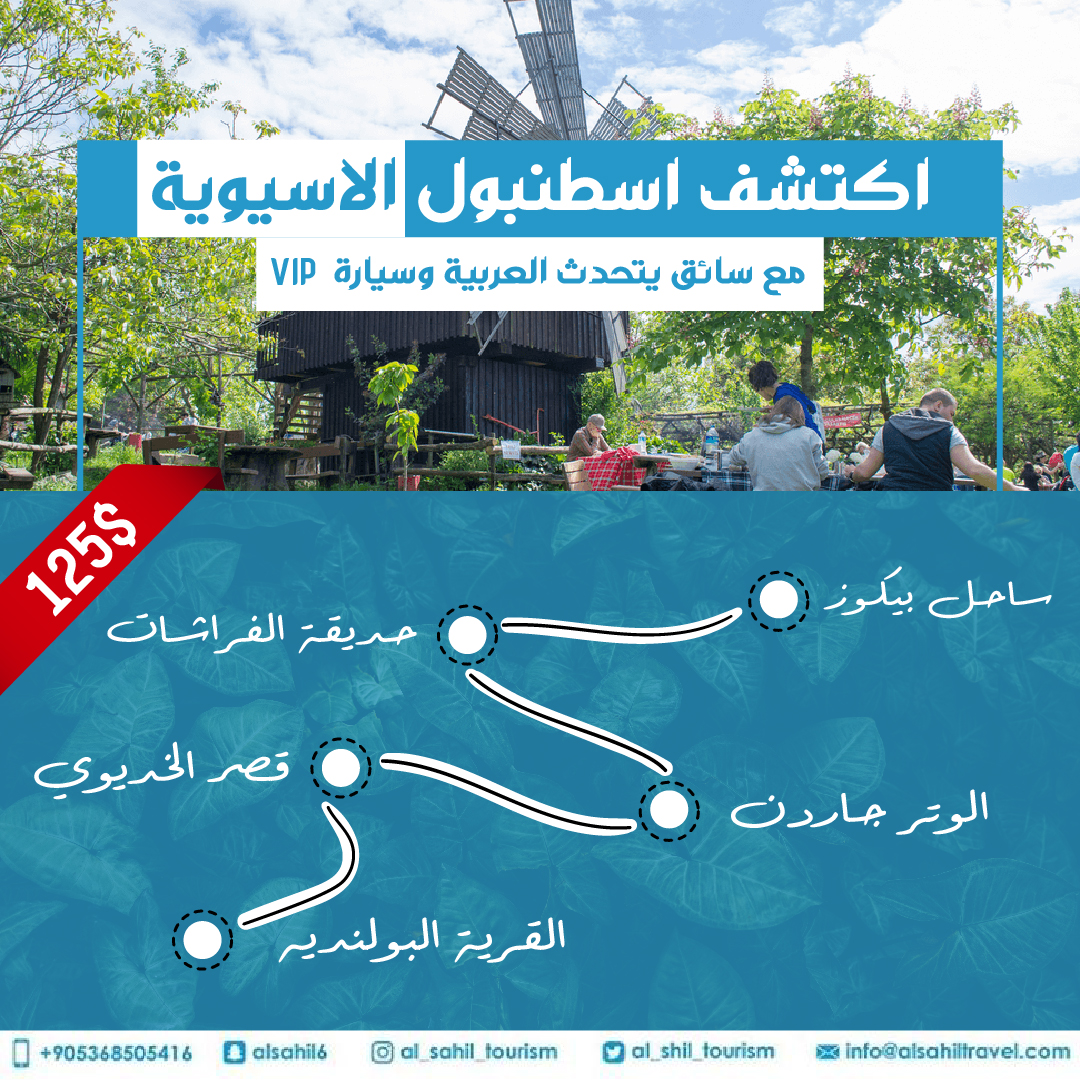 اكتشف اسطنبول الاسيوية
مع سائق يتحدث العربية وسيارة VIP
125$
ساحل بيكوز
حديقة الفراشات
الوتر جاردن
قصر الخديوي
القرية البولنديه
+905368505416 alsahil6 al_sahil_tourism al_shil_tourism info@alsahiltravel.com